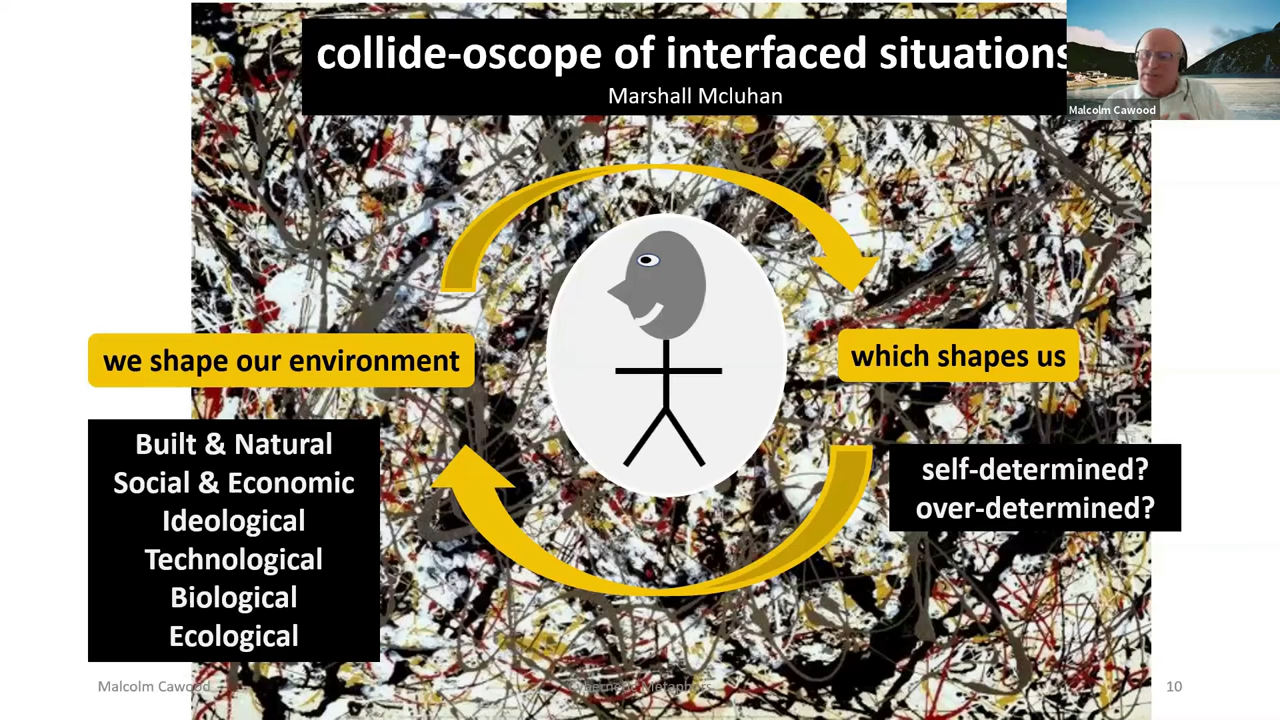 collide-oscope of interfaced situations
Marshall Mcluhan
Malcolm Cawood
we shape our environment
which shapes us
Built & Natural
Social & Economic
Ideological
Technological
Biological
Ecological
self-determined?
over-determined?
Malcolm Cawood
Metaphors
10